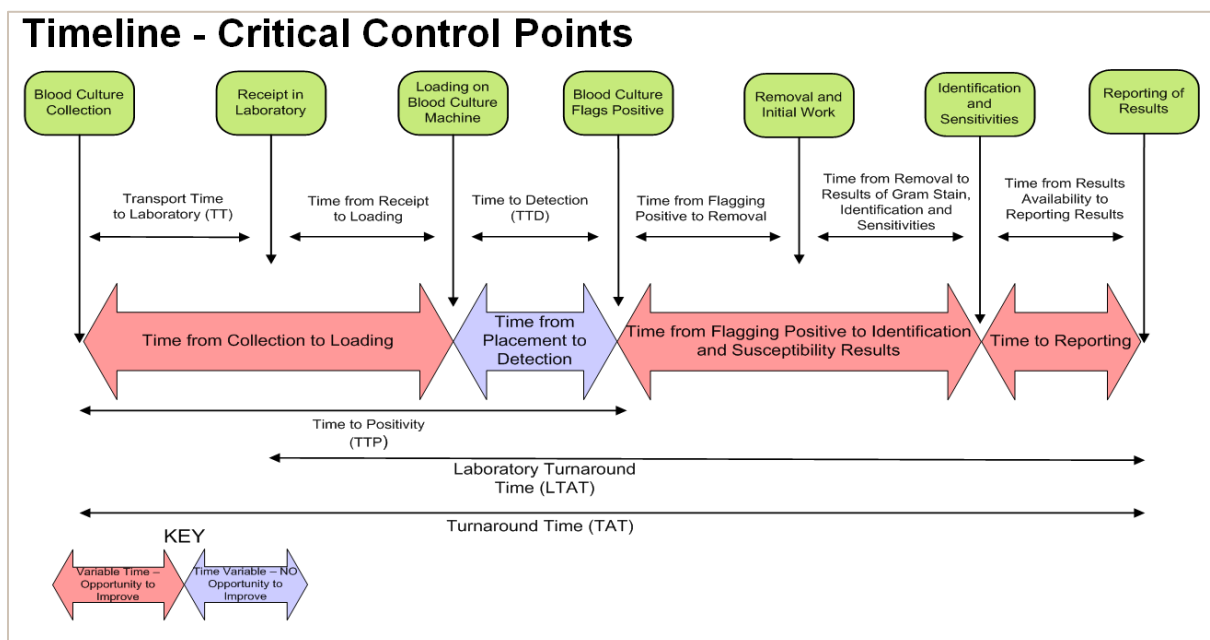 Timeline - Critical Control Points
Blood Culture
Collection
Receipt in
Laboratory
Loading on
Blood Culture
Machine
Blood Culture
Flags Positive
Removal and
Initial Work
Identification
and
Sensitivities
Reporting of
Results
Transport Time
to Laboratory (TT)
Time from Receipt
to Loading
Time to Detection
(TTD)
Time from Flagging
Positive to Removal
Time from Removal to
Results of Gram Stain,
Identification and
Sensitivities
Time from Results
Availability to
Reporting Results
Time from Collection to Loading
Time from
Placement to
Detection
Time from Flagging Positive to Identification
and Susceptibility Results
Time to Reporting
Time to Positivity
(TTP)
Laboratory Turnaround
Time (LTAT)
Turnaround Time (TAT)
KEY
Variable Time –
Opportunity to
Improve
Time Variable – NO
Opportunity to
Improve